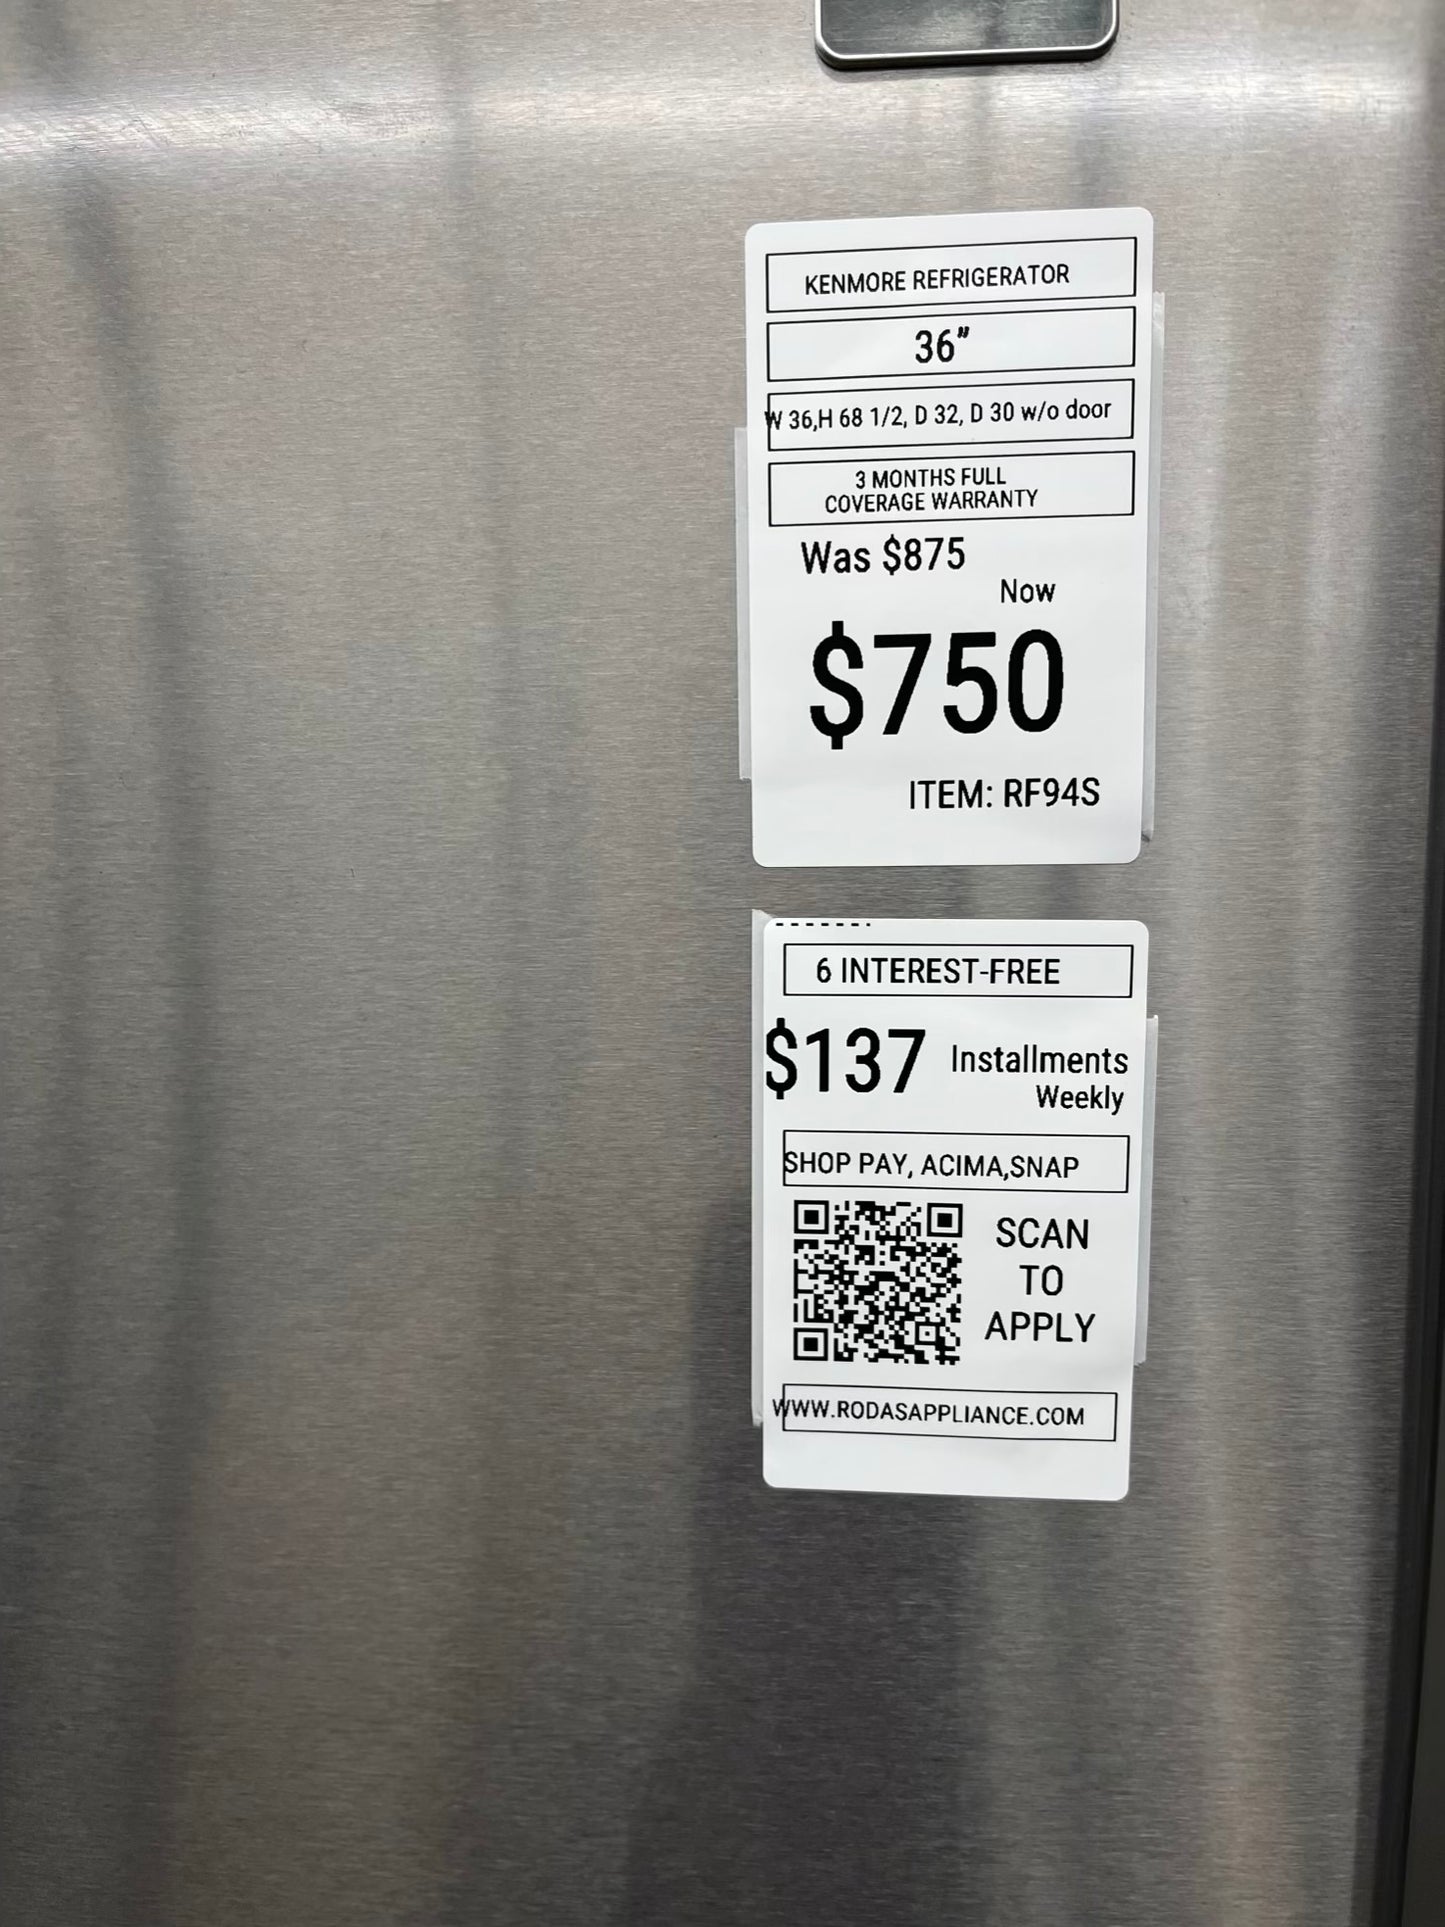 KENMORE REFRIGERATOR
36"
W 36,H 68 1/2, D 32, D 30 w/o door
3 MONTHS FULL
COVERAGE WARRANTY
Was $875
Now
$750
ITEM: RF94S
6 INTEREST-FREE
$137 Installments
Weekly
SHOP PAY, ACIMA,SNAP
SCAN
TO
APPLY
WWW.RODASAPPLIANCE.COM